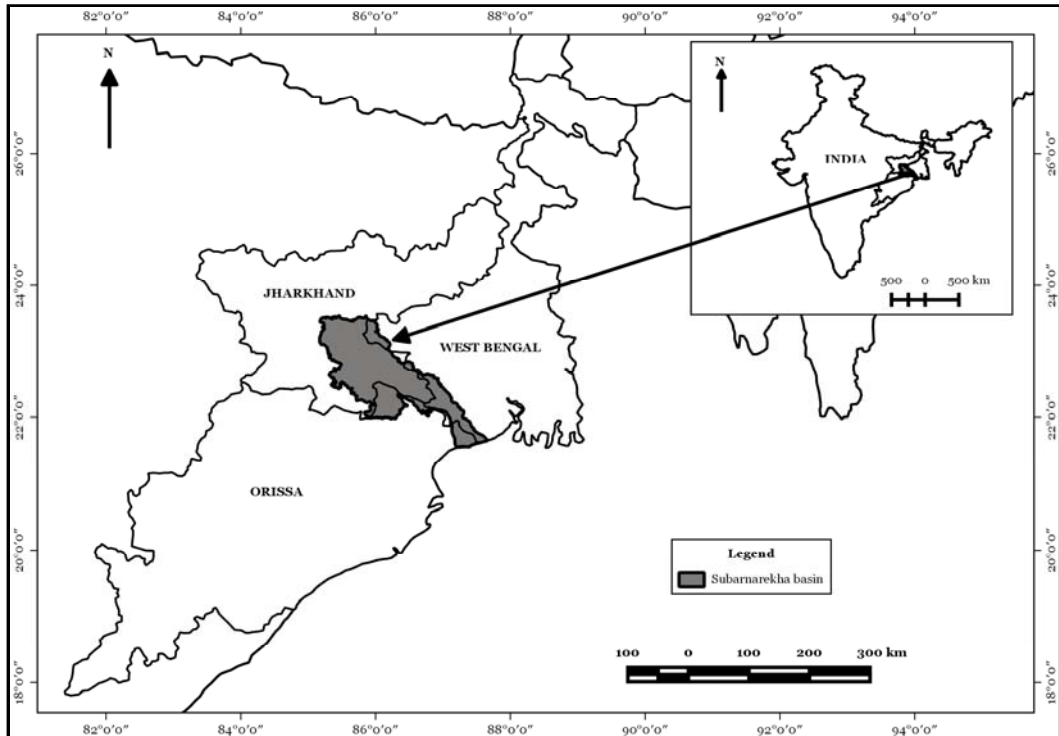 82°0'0" 84°0'0" 86°0'0" 88°0'0" 90°0'0" 92°0'0" 94°0'0"
N
N
INDIA
500 0 500 km
26°0'0" 26°0'0"
24°0'0" 24°0'0"
JHARKHAND
WEST BENGAL
22°0'0" 22°0'0"
ORISSA
20°0'0" 20°0'0"
Legend
Subarnarekha basin
100 0 100 200 300 km
18°0'0" 18°0'0"
82°0'0" 84°0'0" 86°0'0" 88°0'0" 90°0'0" 92°0'0" 94°0'0"